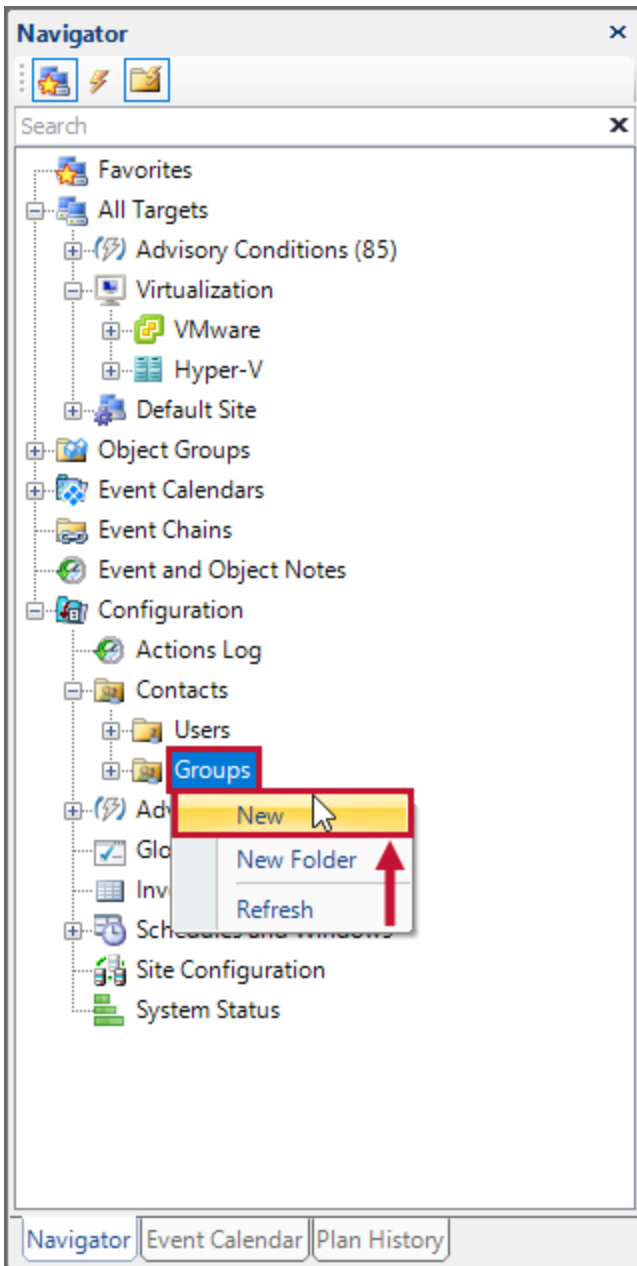 Navigator
Search
Favorites
All Targets
Advisory Conditions (85)
Virtualization
VMware
Hyper-V
Default Site
Object Groups
Event Calendars
Event Chains
Event and Object Notes
Configuration
Actions Log
Contacts
Users
Groups
New
New Folder
Refresh
Site Configuration
System Status
Navigator Event Calendar Plan History